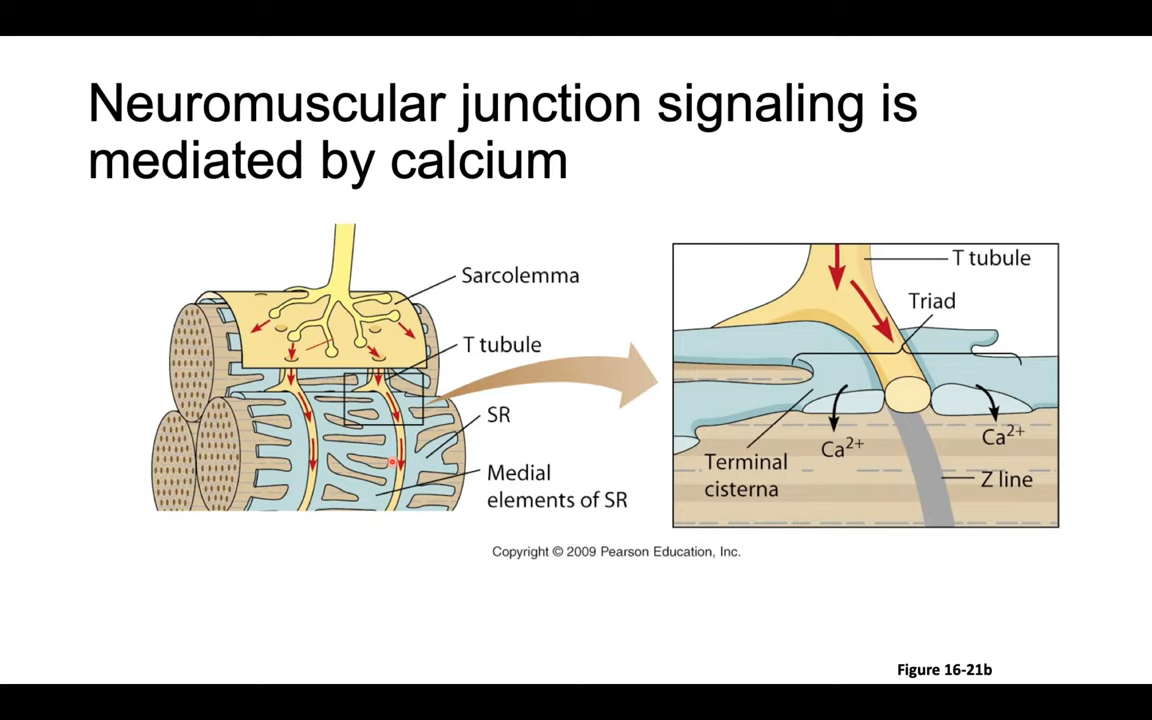 Neuromuscular junction signaling is
mediated by calcium
Sarcolemma
T tubule
SR
Medial
elements of SR
T tubule
Triad
Ca2+
Ca2+
Terminal
cisterna
Z line
Copyright © 2009 Pearson Education, Inc.
Figure 16-21b